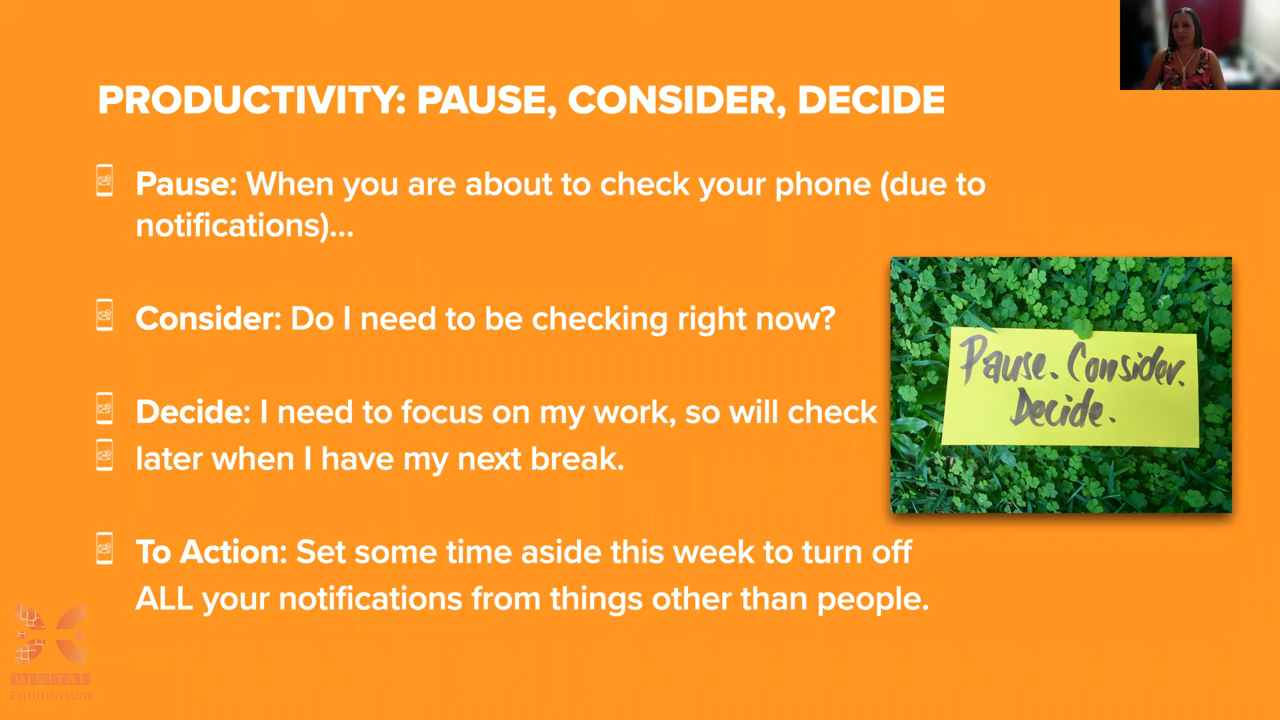 PRODUCTIVITY: PAUSE, CONSIDER, DECIDE
Pause: When you are about to check your phone (due to
notifications)...
Consider: Do I need to be checking right now?
Decide: I need to focus on my work, so will check
later when I have my next break.
To Action: Set some time aside this week to turn off
ALL your notifications from things other than people.
Pause. Consider.
Decide.
DIGITAL
Equilibrium